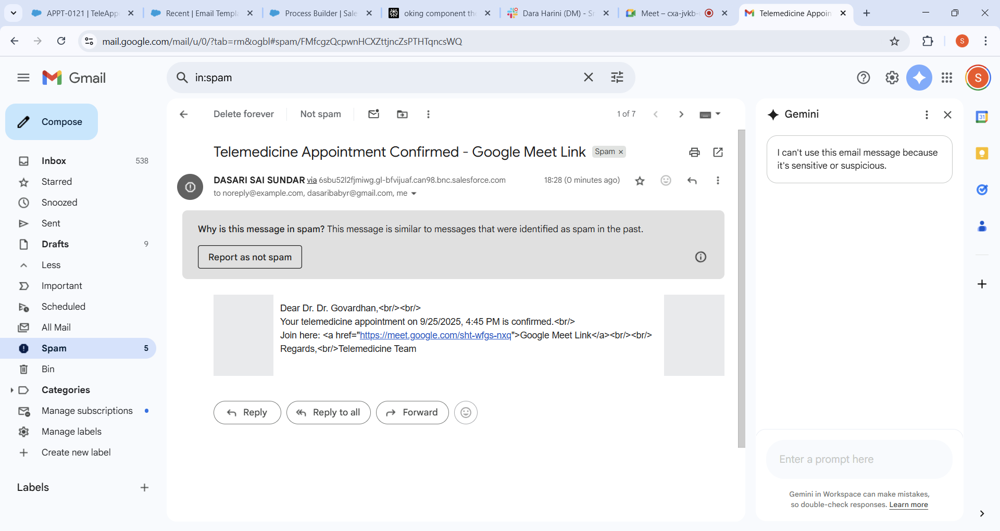 APPT-0121 | TeleApp
Recent | Email Templa
Process Builder | Sale
oking component the
Dara Harini (DM) - Sr
Meet – cxa-jvkb-
Telemedicine Appoin
mail.google.com/mail/u/0/?tab=rm&ogbl#spam/FMfcgzQcpwnHCXZttjncZsPTHTqncsWQ
S
Gmail
in:spam
S
Compose
Inbox 538
Starred
Snoozed
Sent
Drafts 9
Less
Important
Scheduled
All Mail
Spam 5
Bin
Categories
Manage subscriptions
Manage labels
Create new label
Labels
Delete forever
Not spam
1 of 7
Telemedicine Appointment Confirmed - Google Meet Link
Spam ×
DASARI SAI SUNDAR via 6sbu52l2fjmiwg.gl-bfvijuaf.can98.bnc.salesforce.com
18:28 (0 minutes ago)
to noreply@example.com, dasaribabyr@gmail.com, me
Why is this message in spam? This message is similar to messages that were identified as spam in the past.
Report as not spam
Dear Dr. Dr. Govardhan,<br/><br/>
Your telemedicine appointment on 9/25/2025, 4:45 PM is confirmed.<br/>
Join here: <a href="https://meet.google.com/sht-wfgs-nxq">Google Meet Link</a><br/><br/>
Regards,<br/>Telemedicine Team
Reply
Reply to all
Forward
Gemini
I can't use this email message because
it's sensitive or suspicious.
Enter a prompt here
Gemini in Workspace can make mistakes,
so double-check responses. Learn more
31